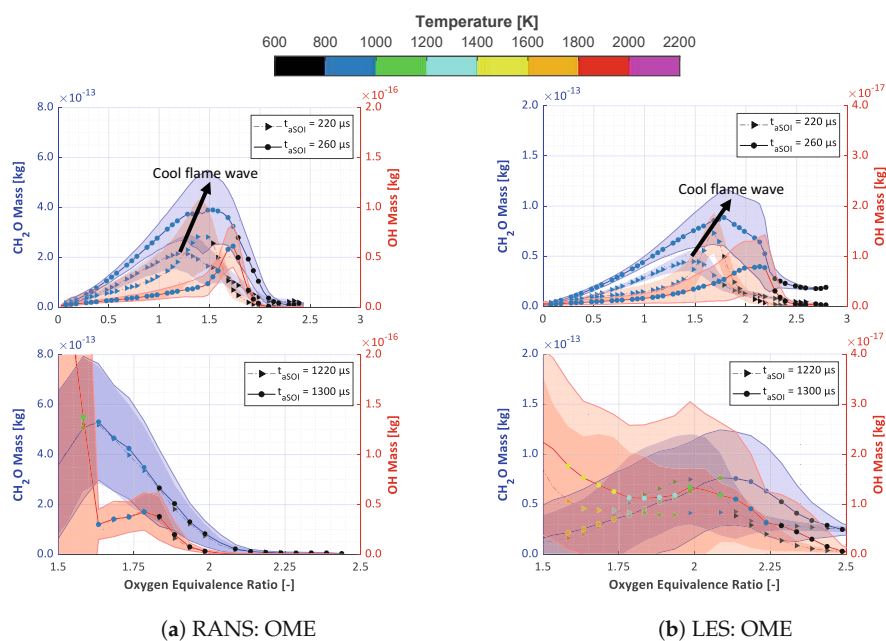 Temperature [K]
600 800 1000 1200 1400 1600 1800 2000 2200
×10⁻¹³ 8.0 6.0 4.0 2.0 0.0
CH₂O Mass [kg]
0 0.5 1 1.5 2 2.5 3
Cool flame wave
t_aSOI = 220 µs
t_aSOI = 260 µs
×10⁻¹⁶ 2.0 1.5 1.0 0.5 0.0
OH Mass [kg]
×10⁻¹³ 2.0 1.5 1.0 0.5 0.0
CH₂O Mass [kg]
0 0.5 1 1.5 2 2.5 3
Cool flame wave
t_aSOI = 220 µs
t_aSOI = 260 µs
×10⁻¹⁷ 4.0 3.0 2.0 1.0 0.0
OH Mass [kg]
×10⁻¹³ 8.0 6.0 4.0 2.0 0.0
CH₂O Mass [kg]
t_aSOI = 1220 µs
t_aSOI = 1300 µs
×10⁻¹⁶ 2.0 1.5 1.0 0.5 0.0
OH Mass [kg]
1.5 1.75 2 2.25 2.5
Oxygen Equivalence Ratio [-]
×10⁻¹³ 2.0 1.5 1.0 0.5 0.0
CH₂O Mass [kg]
t_aSOI = 1220 µs
t_aSOI = 1300 µs
×10⁻¹⁷ 4.0 3.0 2.0 1.0 0.0
OH Mass [kg]
1.5 1.75 2 2.25 2.5
Oxygen Equivalence Ratio [-]
(a) RANS: OME
(b) LES: OME